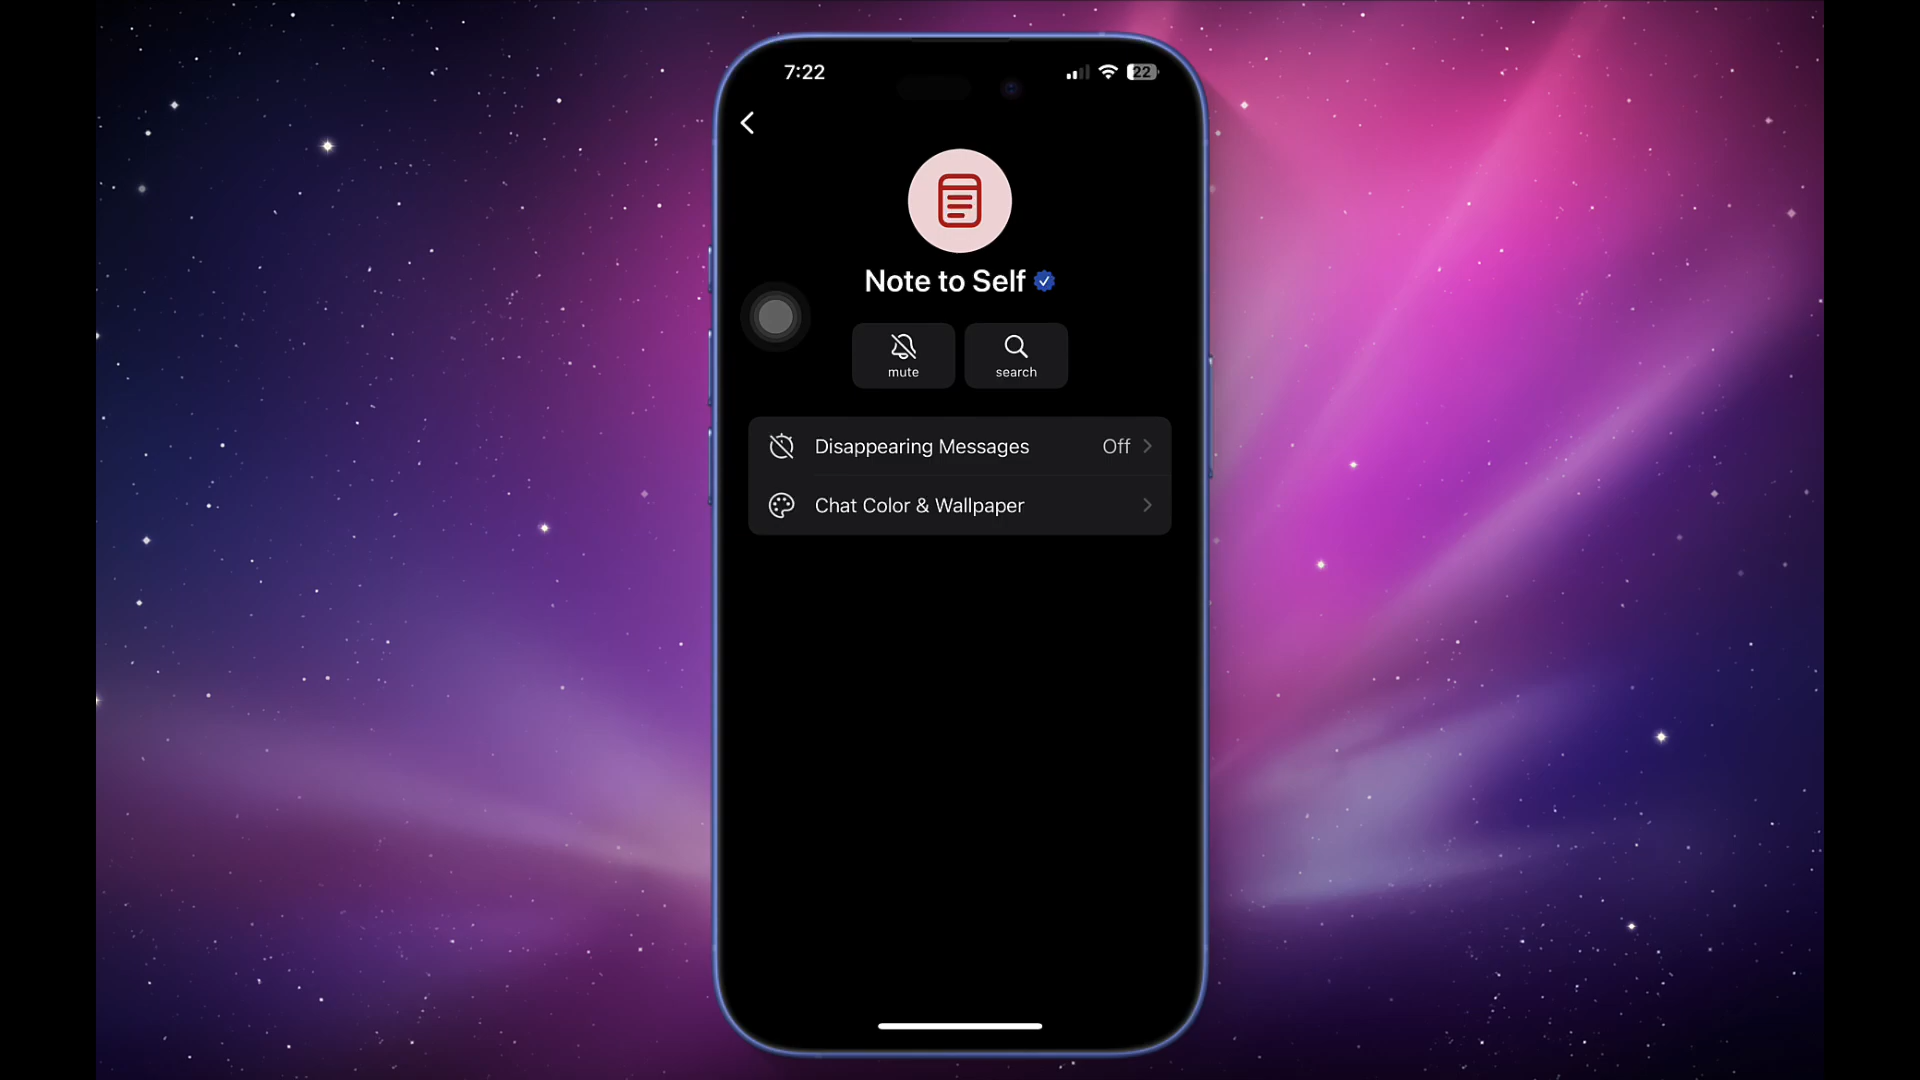 7:22
22
Note to Self
mute
search
Disappearing Messages Off
Chat Color & Wallpaper